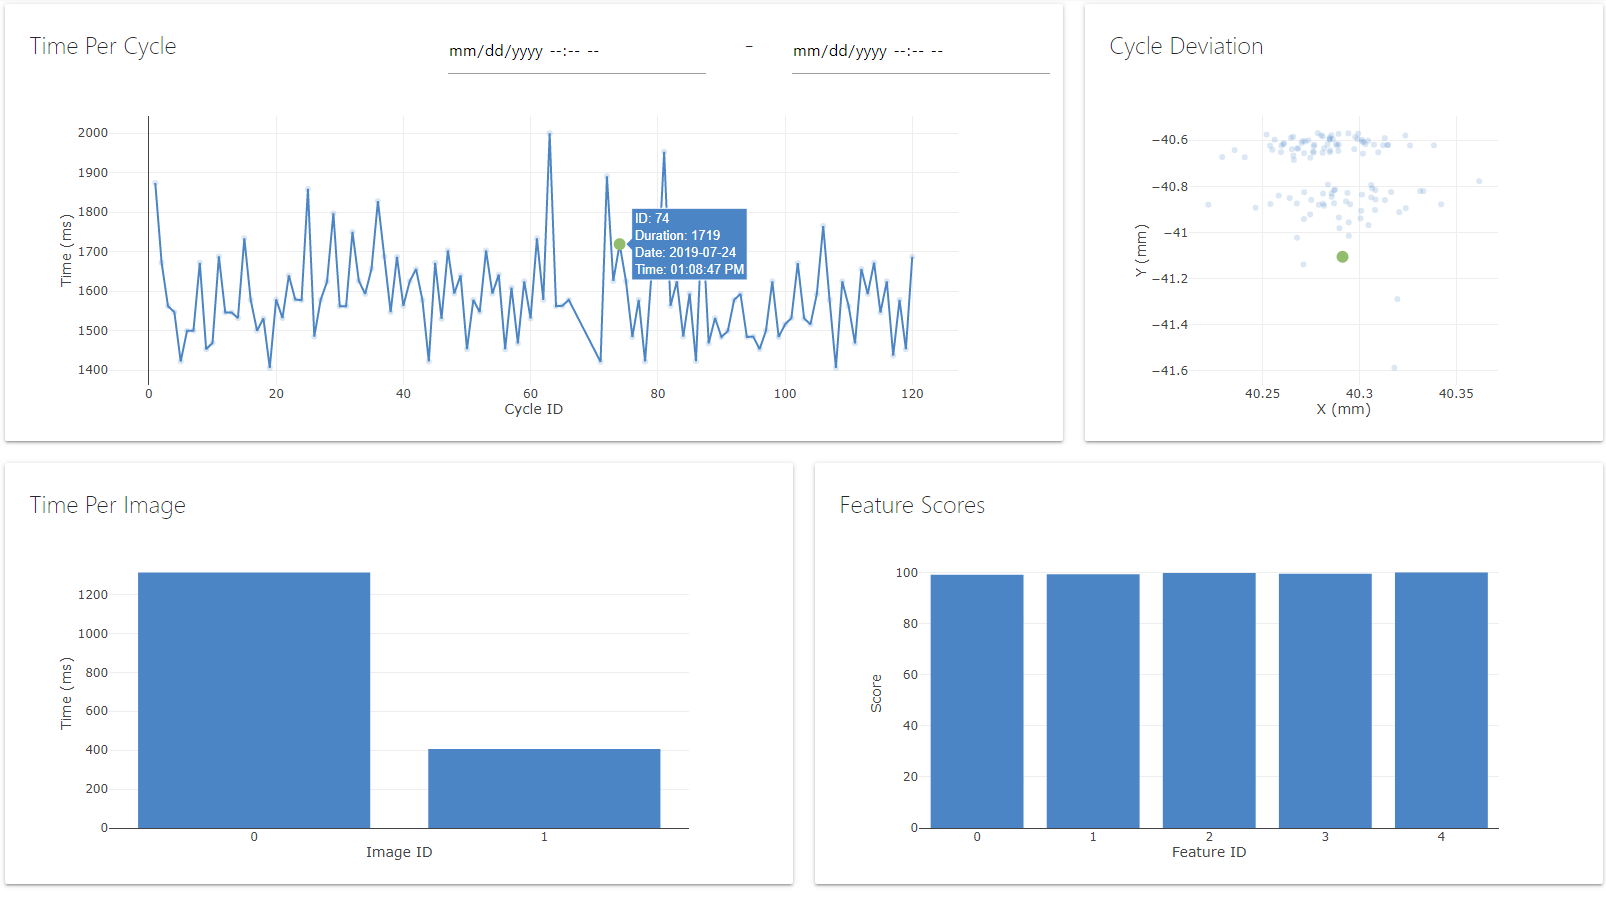 Time Per Cycle
mm/dd/yyyy --:-- --
-
mm/dd/yyyy --:-- --
2000
1900
1800
1700
1600
1500
1400
Time (ms)
ID: 74
Duration: 1719
Date: 2019-07-24
Time: 01:08:47 PM
0 20 40 60 80 100 120
Cycle ID
Cycle Deviation
−40.6
−40.8
−41
−41.2
−41.4
−41.6
Y (mm)
40.25 40.3 40.35
X (mm)
Time Per Image
1200
1000
800
600
400
200
0
Time (ms)
0 1
Image ID
Feature Scores
100
80
60
40
20
0
Score
0 1 2 3 4
Feature ID